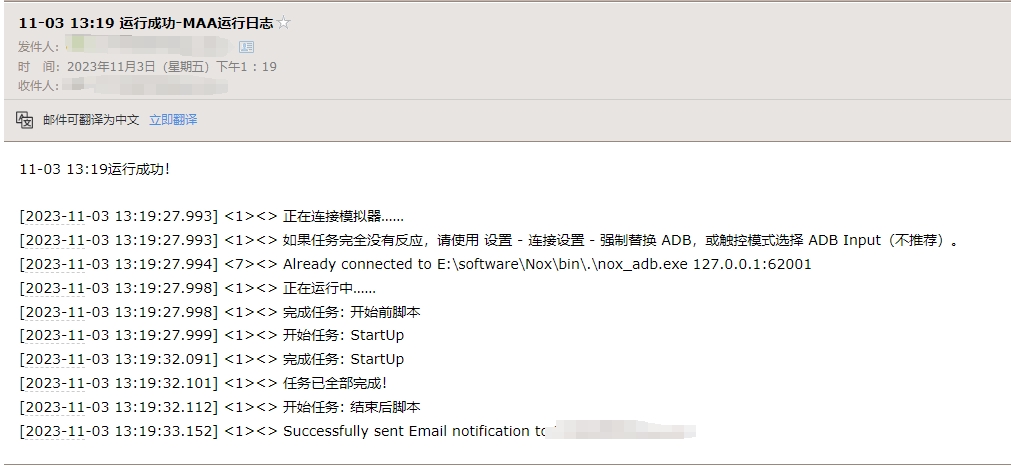 11-03 13:19 运行成功-MAA运行日志
发件人:
时 间: 2023年11月3日 (星期五) 下午1:19
收件人:
邮件可翻译为中文 立即翻译
11-03 13:19运行成功!
[2023-11-03 13:19:27.993] <1><> 正在连接模拟器……
[2023-11-03 13:19:27.993] <1><> 如果任务完全没有反应，请使用 设置 - 连接设置 - 强制替换 ADB，或触控模式选择 ADB Input（不推荐）。
[2023-11-03 13:19:27.994] <7><> Already connected to E:\software\Nox\bin\.\nox_adb.exe 127.0.0.1:62001
[2023-11-03 13:19:27.998] <1><> 正在运行中……
[2023-11-03 13:19:27.998] <1><> 完成任务: 开始前脚本
[2023-11-03 13:19:27.999] <1><> 开始任务: StartUp
[2023-11-03 13:19:32.091] <1><> 完成任务: StartUp
[2023-11-03 13:19:32.101] <1><> 任务已全部完成!
[2023-11-03 13:19:32.112] <1><> 开始任务: 结束后脚本
[2023-11-03 13:19:33.152] <1><> Successfully sent Email notification to